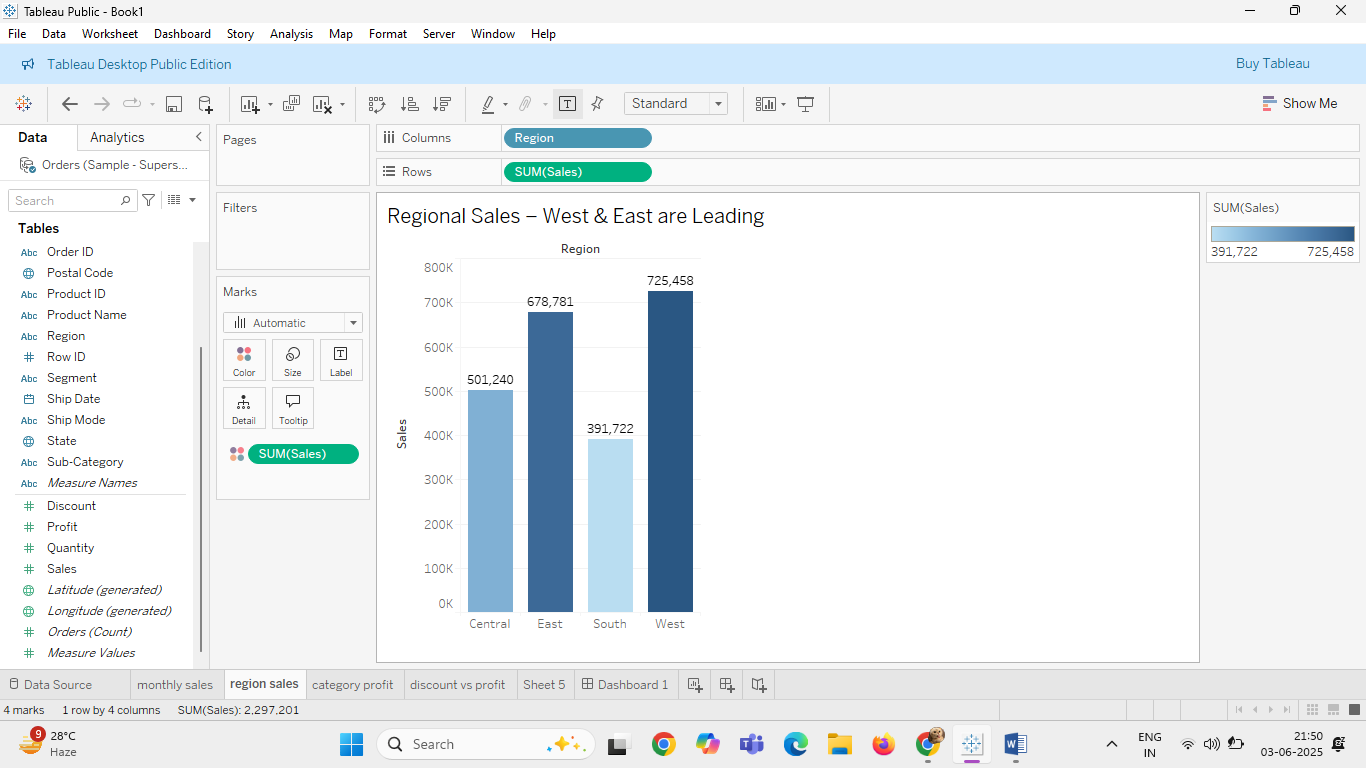 Tableau Public - Book1
File Data Worksheet Dashboard Story Analysis Map Format Server Window Help
Tableau Desktop Public Edition
Buy Tableau
Standard
Show Me
Data Analytics
Orders (Sample - Supers...
Search
Tables
Abc Order ID
Postal Code
Abc Product ID
Abc Product Name
Abc Region
Row ID
Abc Segment
Ship Date
Abc Ship Mode
State
Abc Sub-Category
Abc Measure Names
Discount
Profit
Quantity
Sales
Latitude (generated)
Longitude (generated)
Orders (Count)
Measure Values
Pages
Filters
Marks
Automatic
Color Size Label
Detail Tooltip
SUM(Sales)
Columns Region
Rows SUM(Sales)
Regional Sales – West & East are Leading
Region
800K
700K
600K
500K
400K
300K
200K
100K
0K
Sales
501,240
678,781
391,722
725,458
Central East South West
SUM(Sales)
391,722 725,458
Data Source monthly sales region sales category profit discount vs profit Sheet 5 Dashboard 1
4 marks 1 row by 4 columns SUM(Sales): 2,297,201
9
28°C
Haze
Search
ENG
IN
21:50
03-06-2025